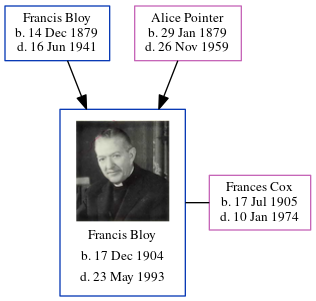 Francis Bloy
b. 14 Dec 1879
d. 16 Jun 1941
Alice Pointer
b. 29 Jan 1879
d. 26 Nov 1959
Francis Bloy
b. 17 Dec 1904
d. 23 May 1993
Frances Cox
b. 17 Jul 1905
d. 10 Jan 1974